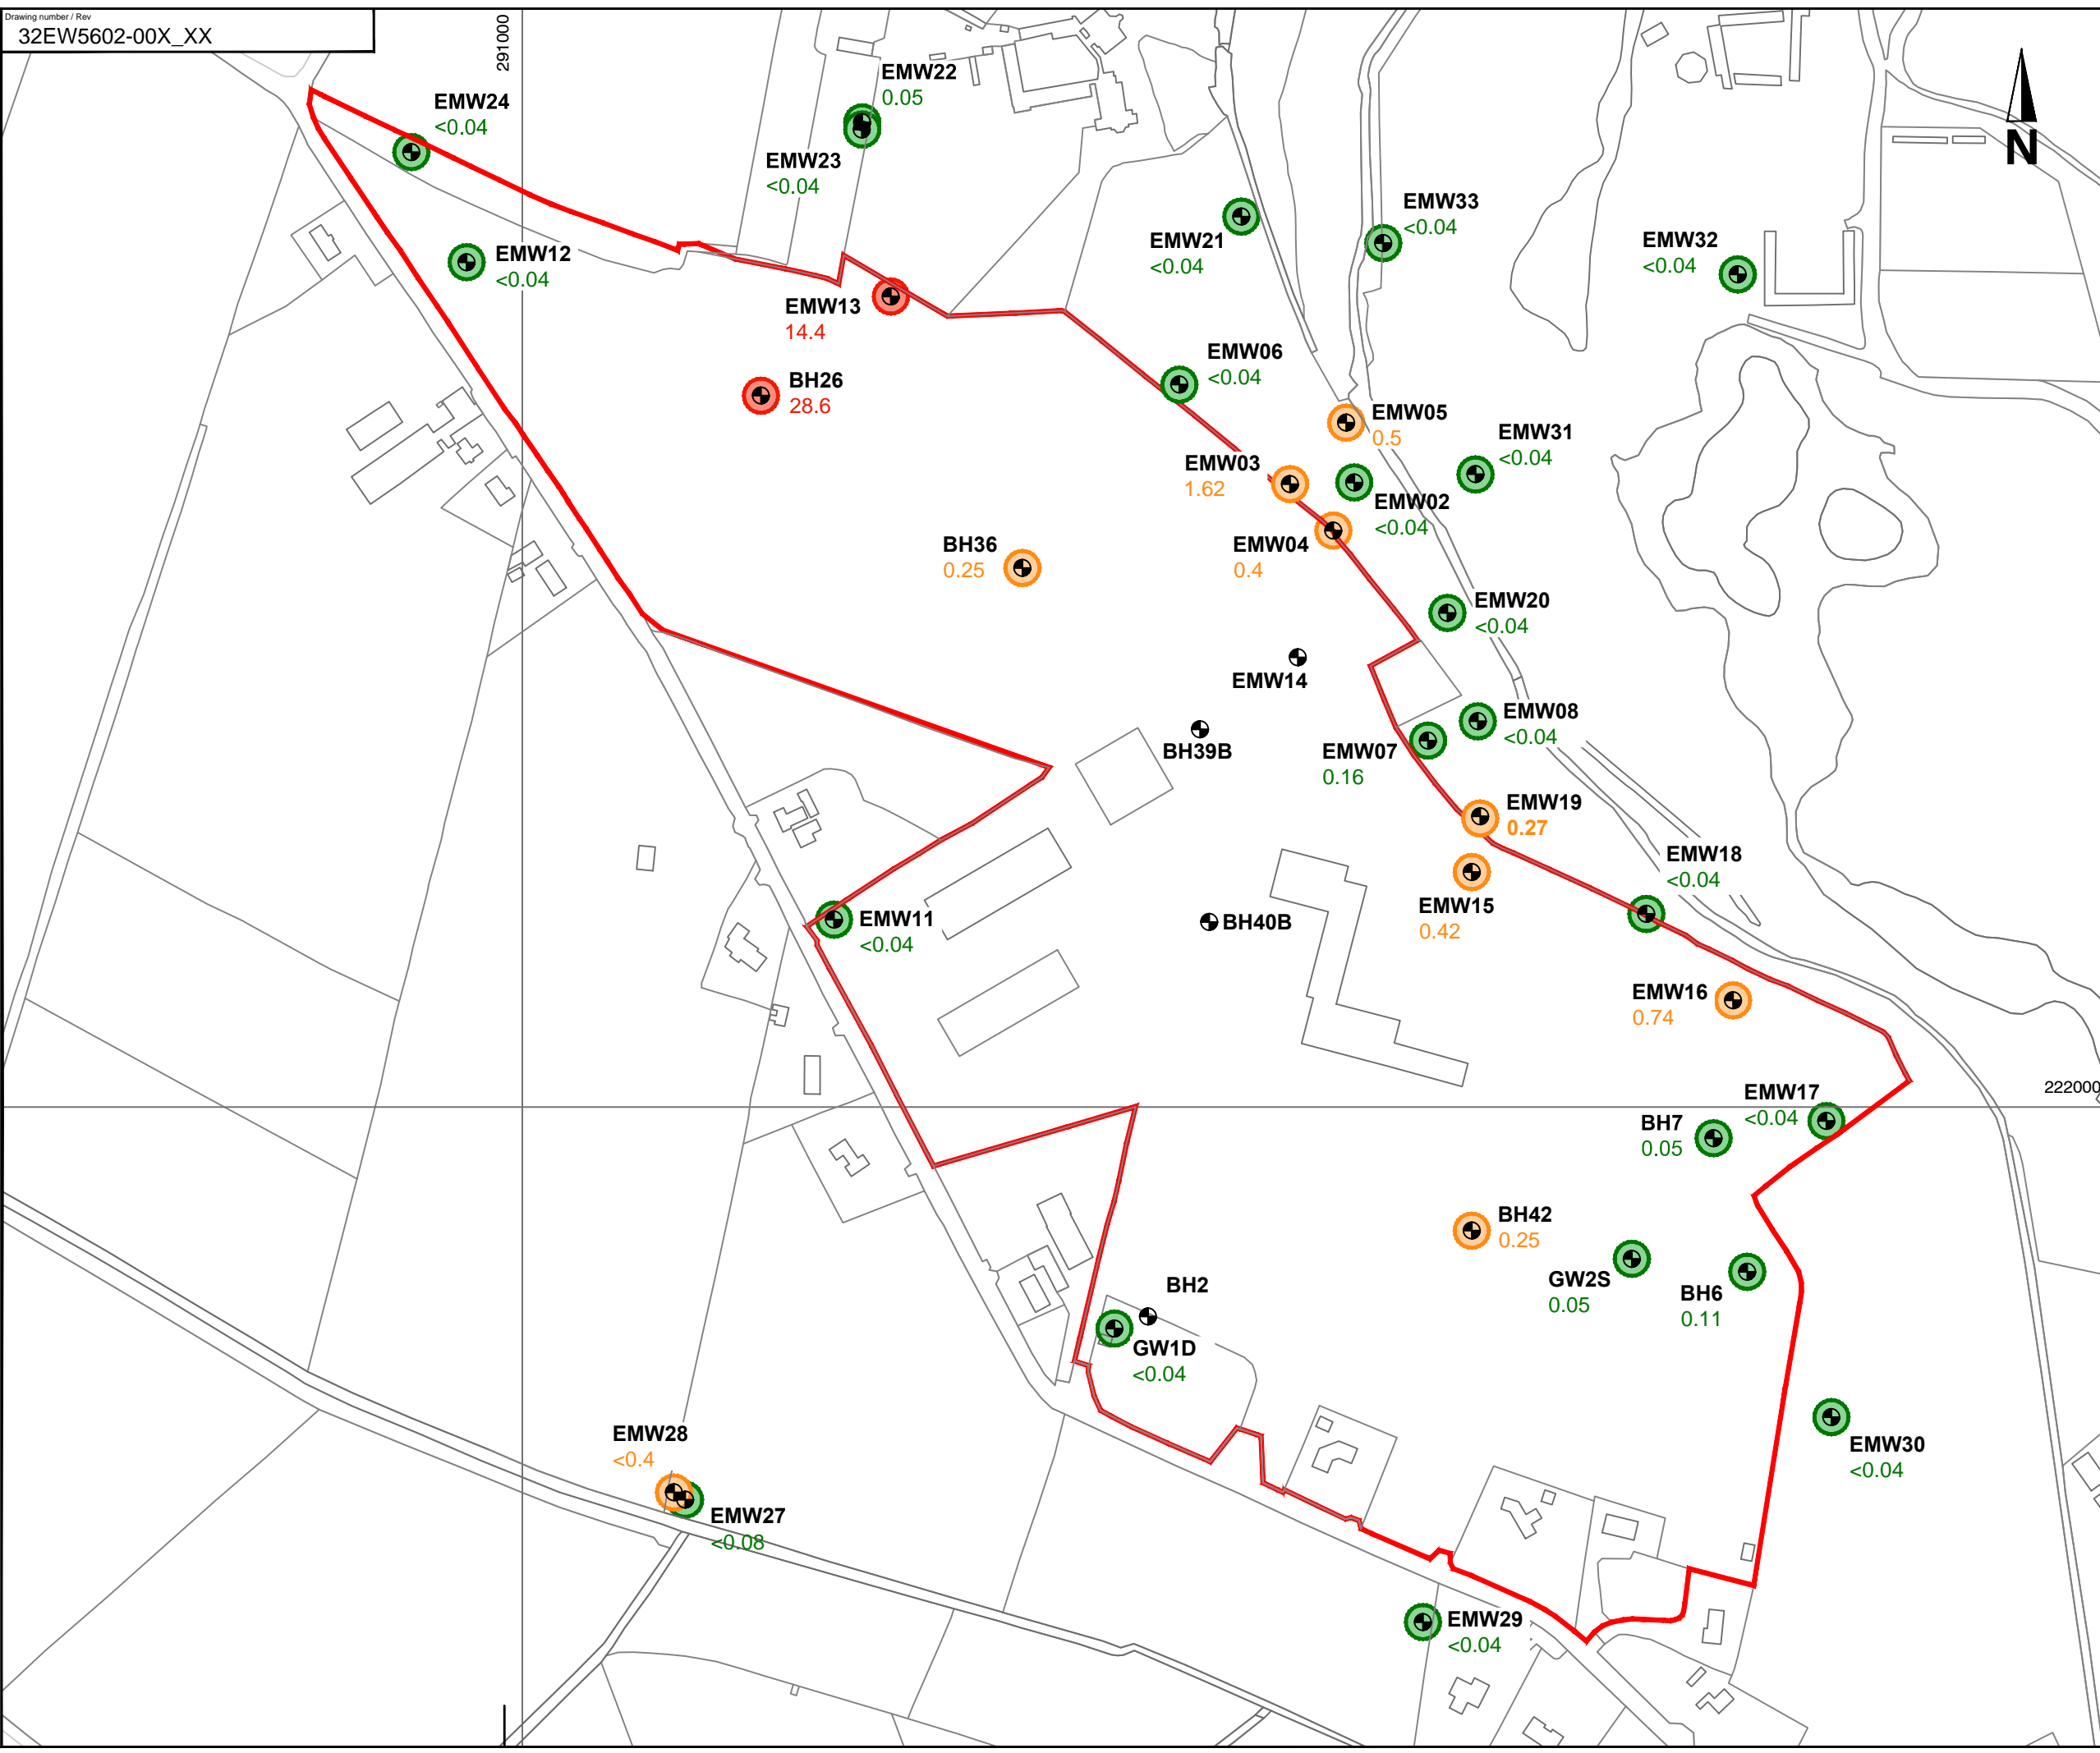 Drawing number / Rev
32EW5602-00X_XX
291000
N
EMW24
<0.04
EMW22
0.05
EMW23
<0.04
EMW12
<0.04
EMW21
<0.04
EMW33
<0.04
EMW32
<0.04
EMW13
14.4
BH26
28.6
EMW06
<0.04
EMW05
0.5
EMW31
<0.04
EMW03
1.62
EMW02
<0.04
EMW04
0.4
BH36
0.25
EMW20
<0.04
EMW14
BH39B
EMW08
<0.04
EMW07
0.16
EMW19
0.27
EMW18
<0.04
EMW15
0.42
EMW11
<0.04
BH40B
EMW16
0.74
222000
EMW17
<0.04
BH7
0.05
BH42
0.25
GW2S
0.05
BH6
0.11
BH2
GW1D
<0.04
EMW30
<0.04
EMW28
<0.4
EMW27
<0.08
EMW29
<0.04